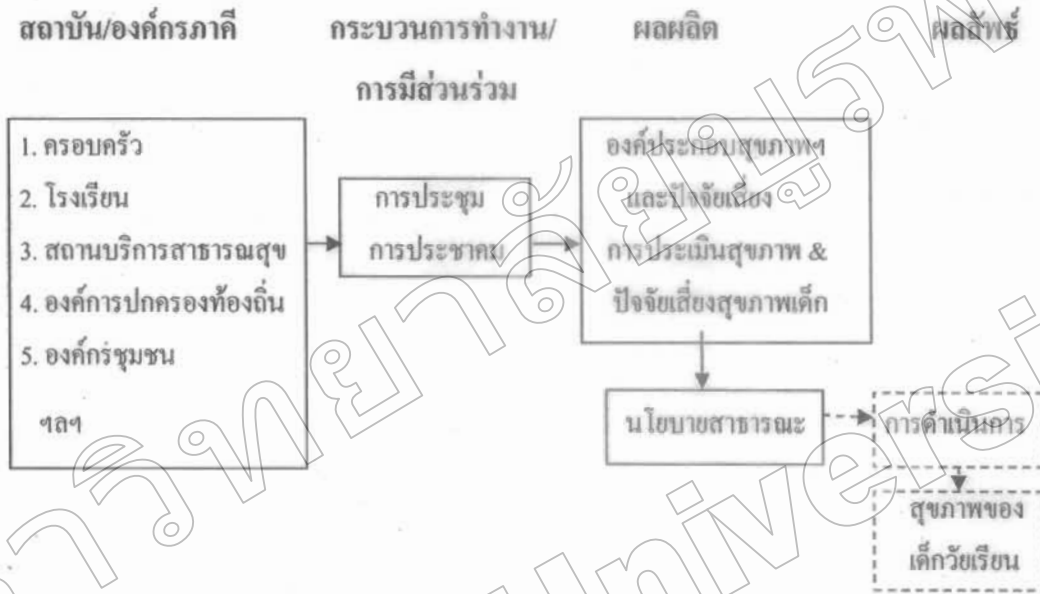 สถาบัน/องค์กรภาคี
กระบวนการทำงาน/
การมีส่วนร่วม
ผลผลิต
ผลลัพธ์
1. ครอบครัว
2. โรงเรียน
3. สถานบริการสาธารณสุข
4. องค์การปกครองท้องถิ่น
5. องค์กรชุมชน
ฯลฯ
การประชุม
การประชาคม
องค์ประกอบสุขภาพฯ
และปัจจัยเสี่ยง
การประเมินสุขภาพ &
ปัจจัยเสี่ยงสุขภาพเด็ก
นโยบายสาธารณะ
การดำเนินการ
สุขภาพของ
เด็กวัยเรียน